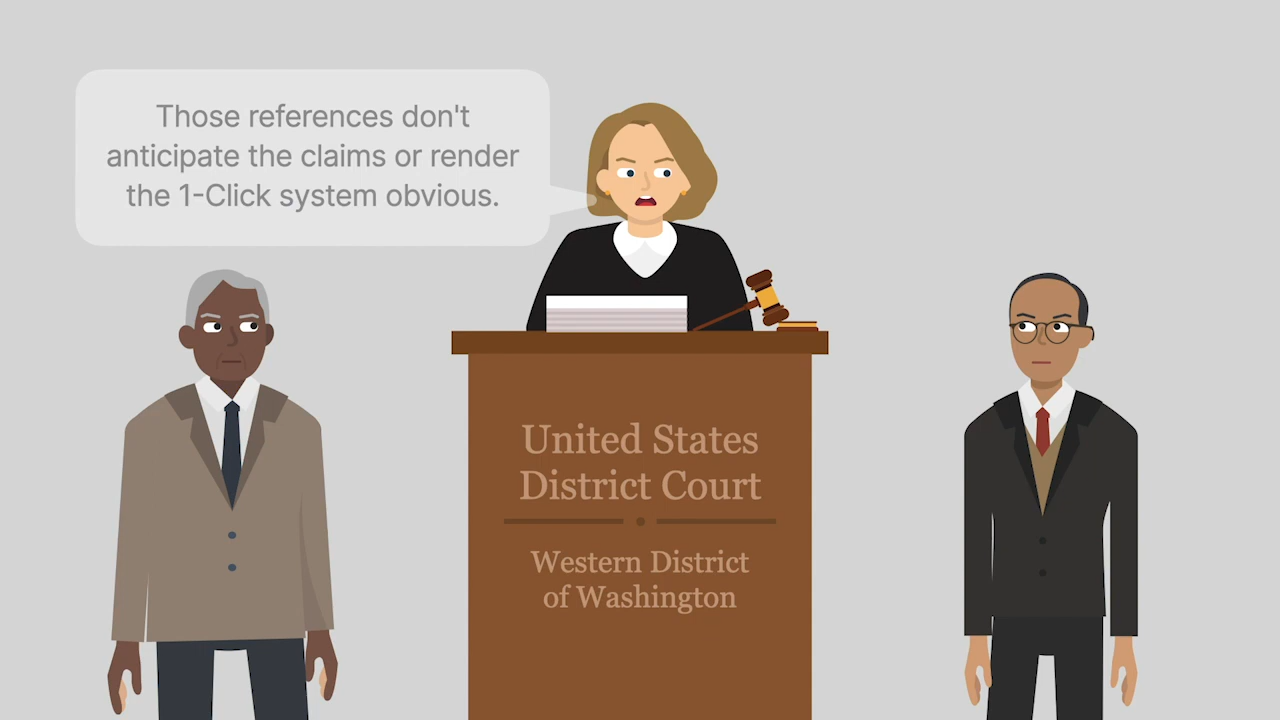 Those references don't
anticipate the claims or render
the 1-Click system obvious.
United States
District Court
Western District
of Washington